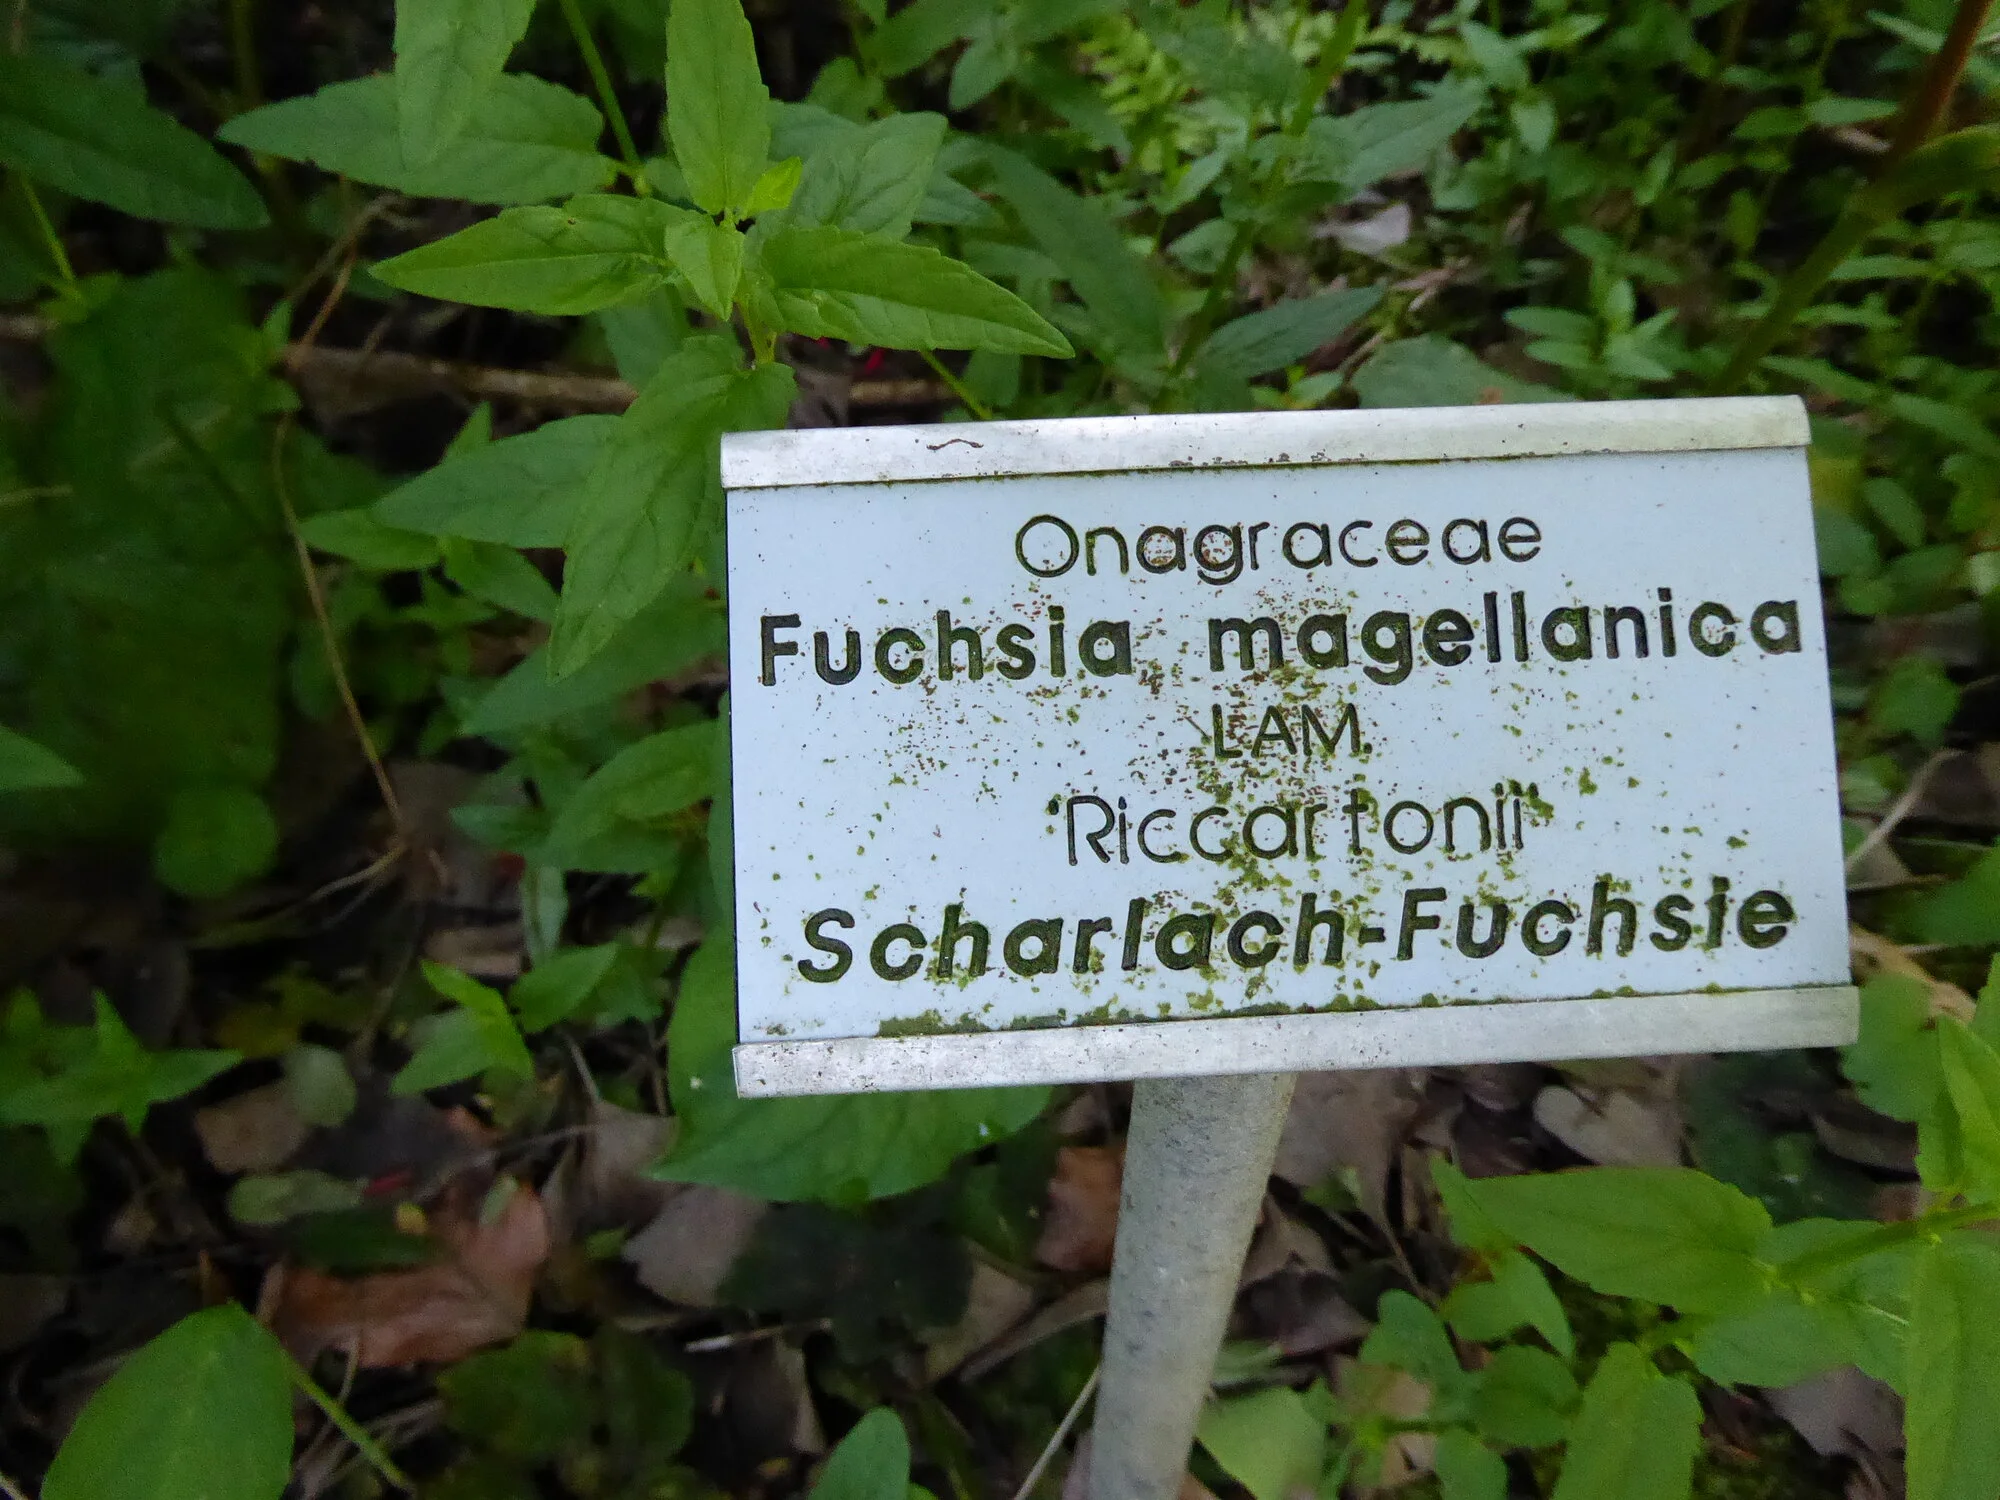 Onagraceae
Fuchsia magellanica
LAM.
'Riccartonii'
Scharlach-Fuchsie